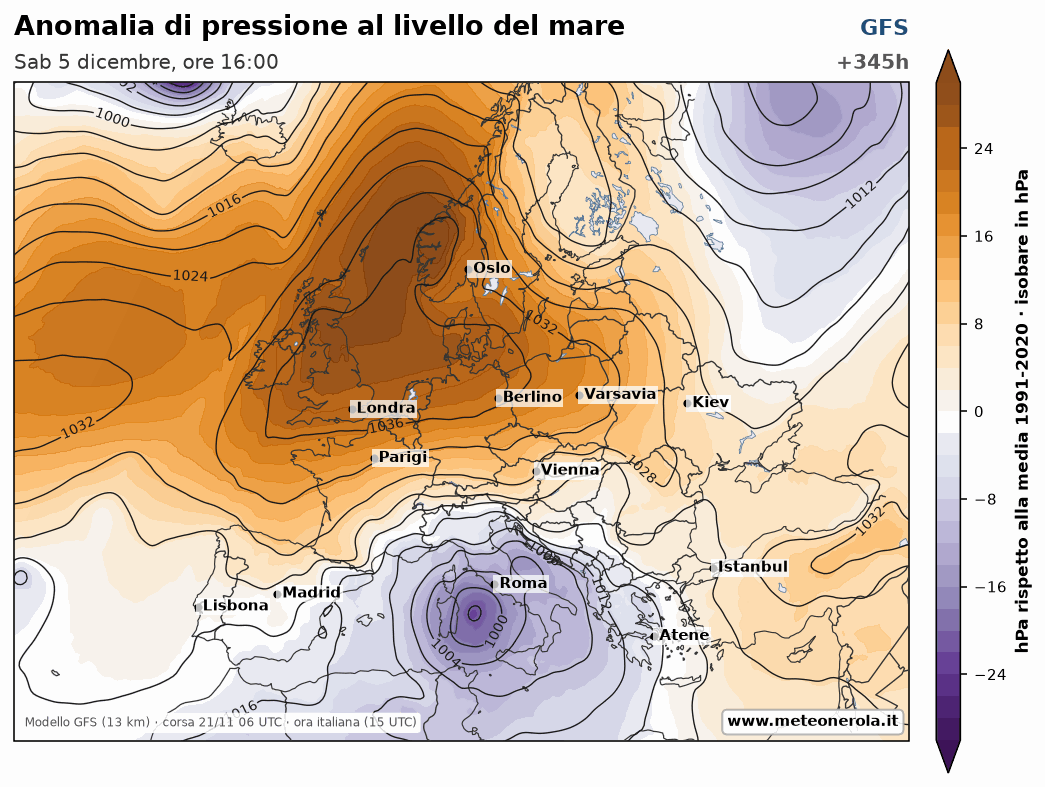 Anomalia di pressione al livello del mare
GFS
Sab 5 dicembre, ore 16:00
+345h
1000
1012
1016
1024
Oslo
1032
1032
Berlino
Varsavia
Kiev
Londra
1036
Parigi
Vienna
1028
1032
1008
Istanbul
Roma
Madrid
Lisbona
1012
1000
Atene
1004
1016
Modello GFS (13 km) · corsa 21/11 06 UTC · ora italiana (15 UTC)
www.meteonerola.it
24
16
8
0
−8
−16
−24
hPa rispetto alla media 1991-2020 · isobare in hPa